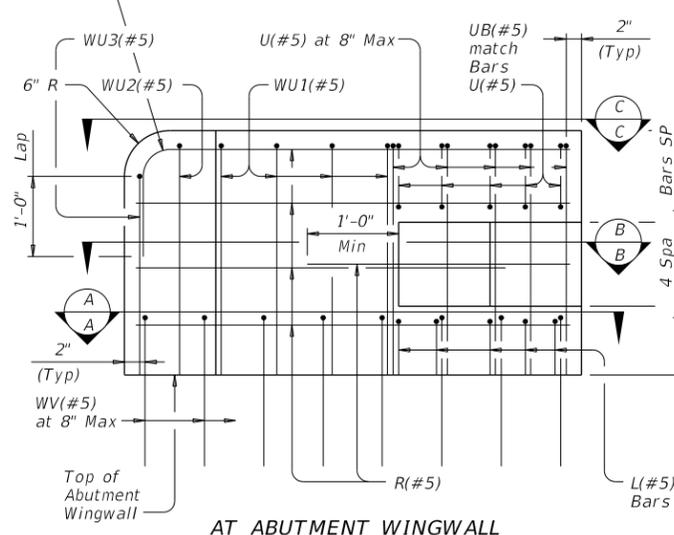 WU3(#5)
U(#5) at 8" Max
UB(#5)
match
Bars
U(#5)
2"
(Typ)
6" R
WU2(#5)
WU1(#5)
C
C
Lap
1'-0"
Bars SP
1'-0"
Min
B
B
4 Spa
A
A
2"
(Typ)
WV(#5)
at 8" Max
Top of
Abutment
Wingwall
R(#5)
L(#5)
Bars
AT ABUTMENT WINGWALL